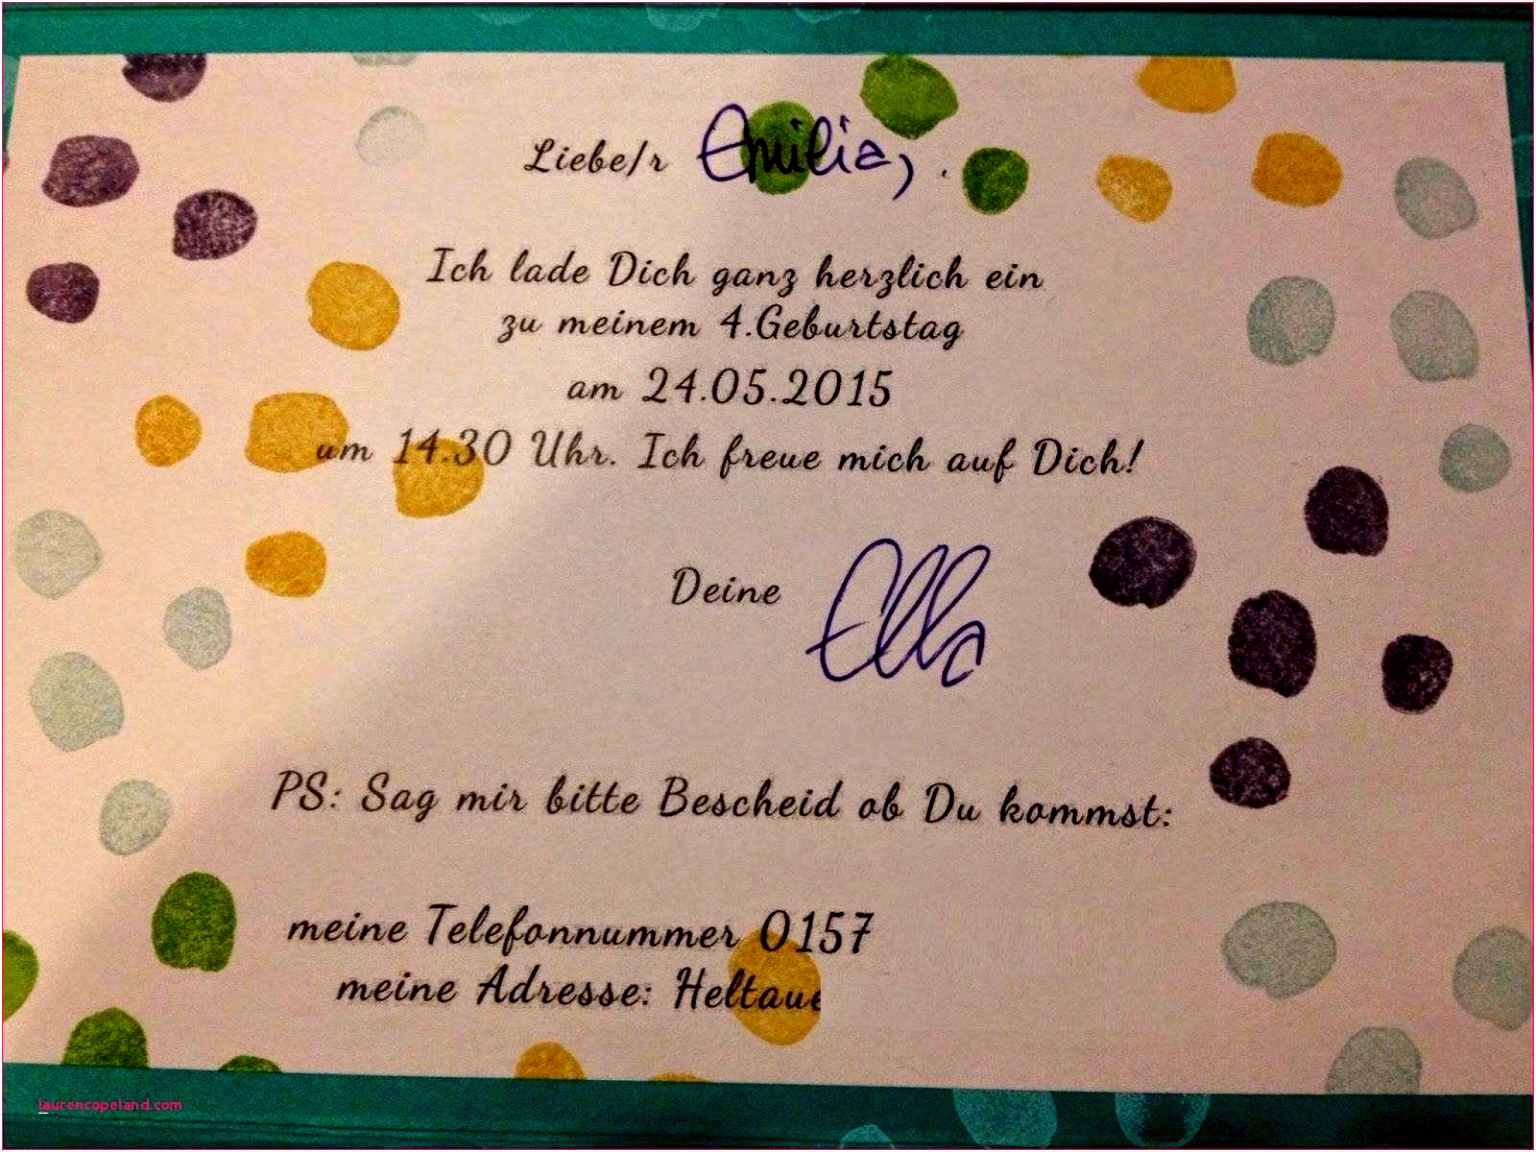 Liebe/r Emilia, .
Ich lade Dich ganz herzlich ein
zu meinem 4.Geburtstag
am 24.05.2015
um 14.30 Uhr. Ich freue mich auf Dich!
Deine Ella
PS: Sag mir bitte Bescheid ob Du kommst:
meine Telefonnummer 0157
meine Adresse: Heltaue
laurencopeland.com